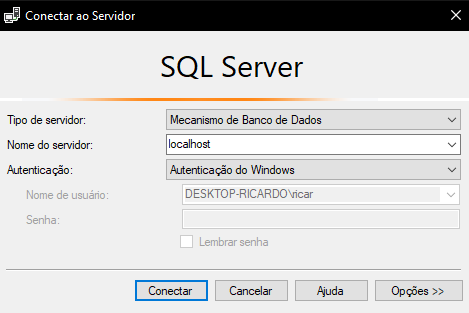 Conectar ao Servidor
SQL Server
Tipo de servidor: Mecanismo de Banco de Dados
Nome do servidor: localhost
Autenticação: Autenticação do Windows
Nome de usuário: DESKTOP-RICARDO\ricar
Senha:
Lembrar senha
Conectar Cancelar Ajuda Opções >>